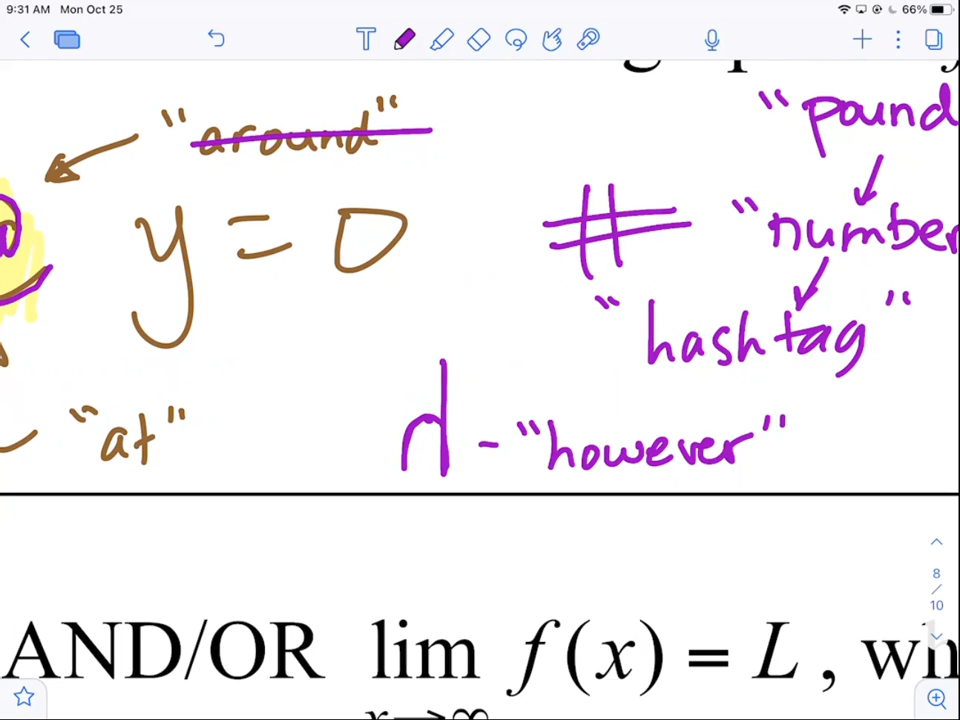 9:31 AM Mon Oct 25
66%
T
"around"
"pound
y = 0
# "number
"hashtag"
"at"
- "however"
8
/
10
AND/OR lim f(x) = L , wh
x→∞